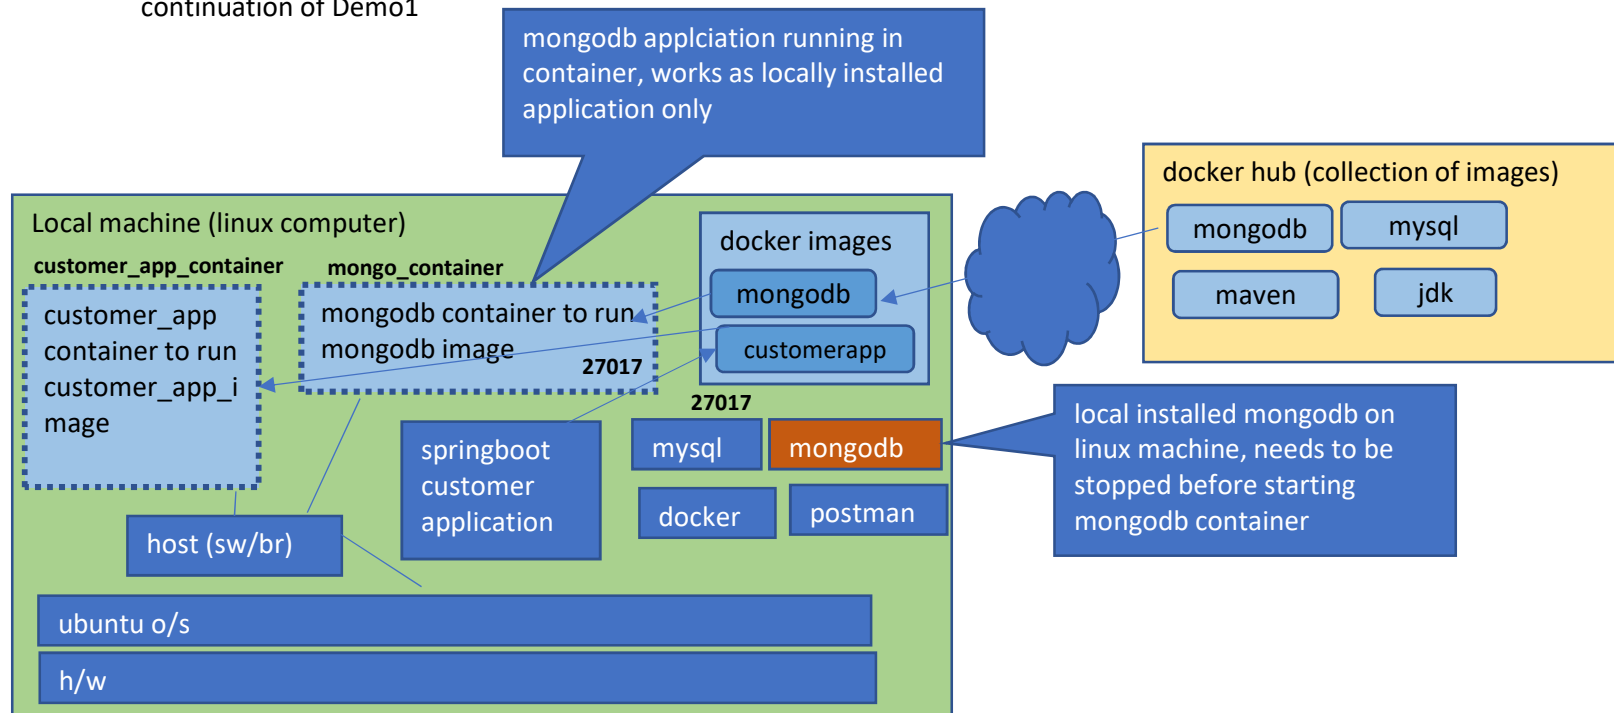 continuation of Demo1
mongodb applciation running in
container, works as locally installed
application only
docker hub (collection of images)
mongodb
mysql
maven
jdk
Local machine (linux computer)
customer_app_container
customer_app
container to run
customer_app_i
mage
mongo_container
mongodb container to run
mongodb image
27017
docker images
mongodb
customerapp
27017
springboot
customer
application
mysql
mongodb
docker
postman
local installed mongodb on
linux machine, needs to be
stopped before starting
mongodb container
host (sw/br)
ubuntu o/s
h/w